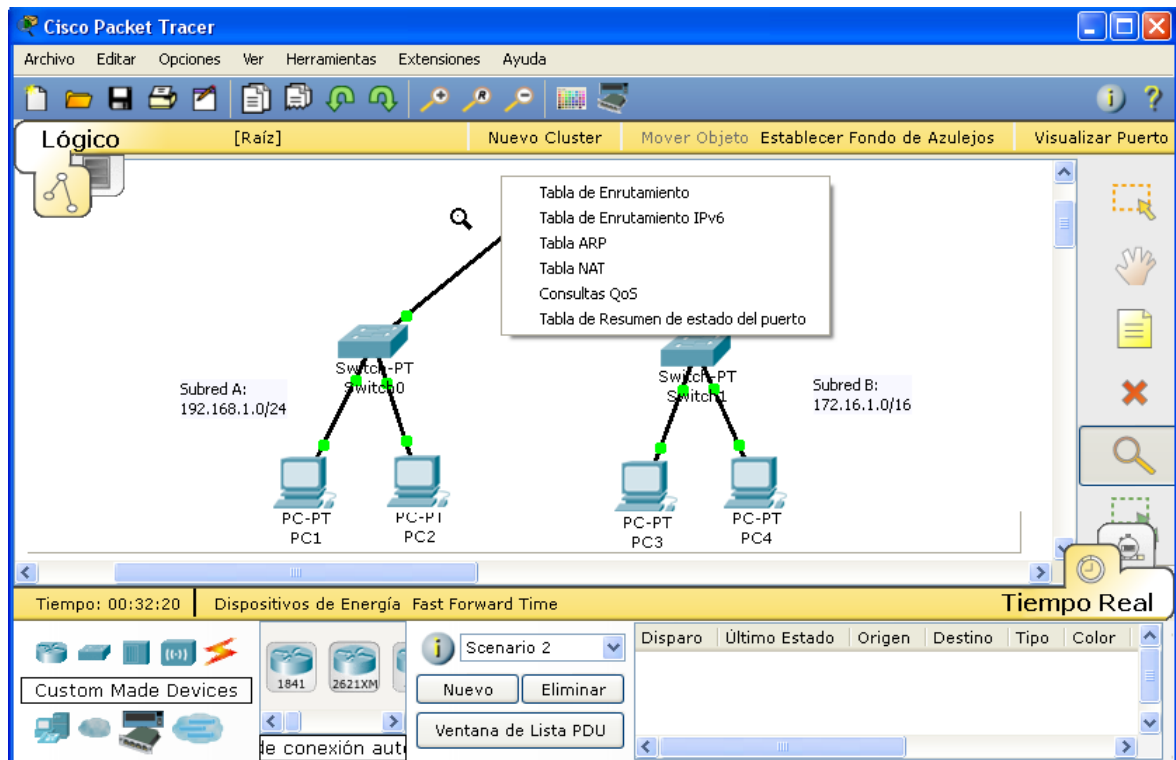 Cisco Packet Tracer
Archivo Editar Opciones Ver Herramientas Extensiones Ayuda
Lógico [Raíz] Nuevo Cluster Mover Objeto Establecer Fondo de Azulejos Visualizar Puerto
Tabla de Enrutamiento
Tabla de Enrutamiento IPv6
Tabla ARP
Tabla NAT
Consultas QoS
Tabla de Resumen de estado del puerto
Switch-PT
Switch0
Switch-PT
Switch1
Subred A:
192.168.1.0/24
Subred B:
172.16.1.0/16
PC-PT
PC1
PC-PT
PC2
PC-PT
PC3
PC-PT
PC4
Tiempo: 00:32:20 Dispositivos de Energía Fast Forward Time Tiempo Real
Custom Made Devices
1841 2621XM
de conexión aut
Scenario 2
Nuevo Eliminar
Ventana de Lista PDU
Disparo Último Estado Origen Destino Tipo Color